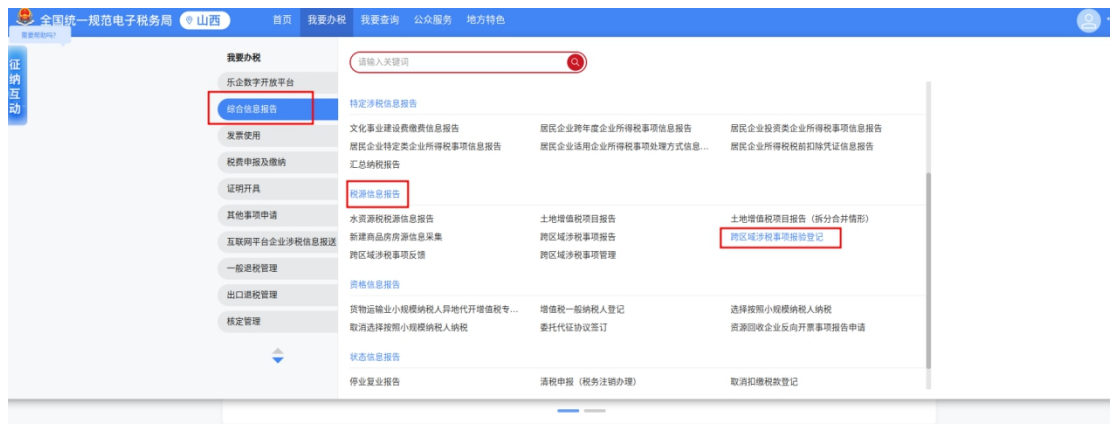 全国统一规范电子税务局 山西 首页 我要办税 我要查询 公众服务 地方特色
需要帮助吗?
征纳互动
我要办税
乐企数字开放平台
综合信息报告
发票使用
税费申报及缴纳
证明开具
其他事项申请
互联网平台企业涉税信息报送
一般退税管理
出口退税管理
核定管理
请输入关键词
特定涉税信息报告
文化事业建设费缴费信息报告 居民企业跨年度企业所得税事项信息报告 居民企业投资类企业所得税事项信息报告
居民企业特定类企业所得税事项信息报告 居民企业适用企业所得税事项处理方式信息... 居民企业所得税税前扣除凭证信息报告
汇总纳税报告
税源信息报告
水资源税税源信息报告 土地增值税项目报告 土地增值税项目报告（拆分合并情形）
新建商品房房源信息采集 跨区域涉税事项报告 跨区域涉税事项报验登记
跨区域涉税事项反馈 跨区域涉税事项管理
资格信息报告
货物运输业小规模纳税人异地代开增值税专... 增值税一般纳税人登记 选择按照小规模纳税人纳税
取消选择按照小规模纳税人纳税 委托代征协议签订 资源回收企业反向开票事项报告申请
状态信息报告
停业复业报告 清税申报（税务注销办理） 取消扣缴税款登记